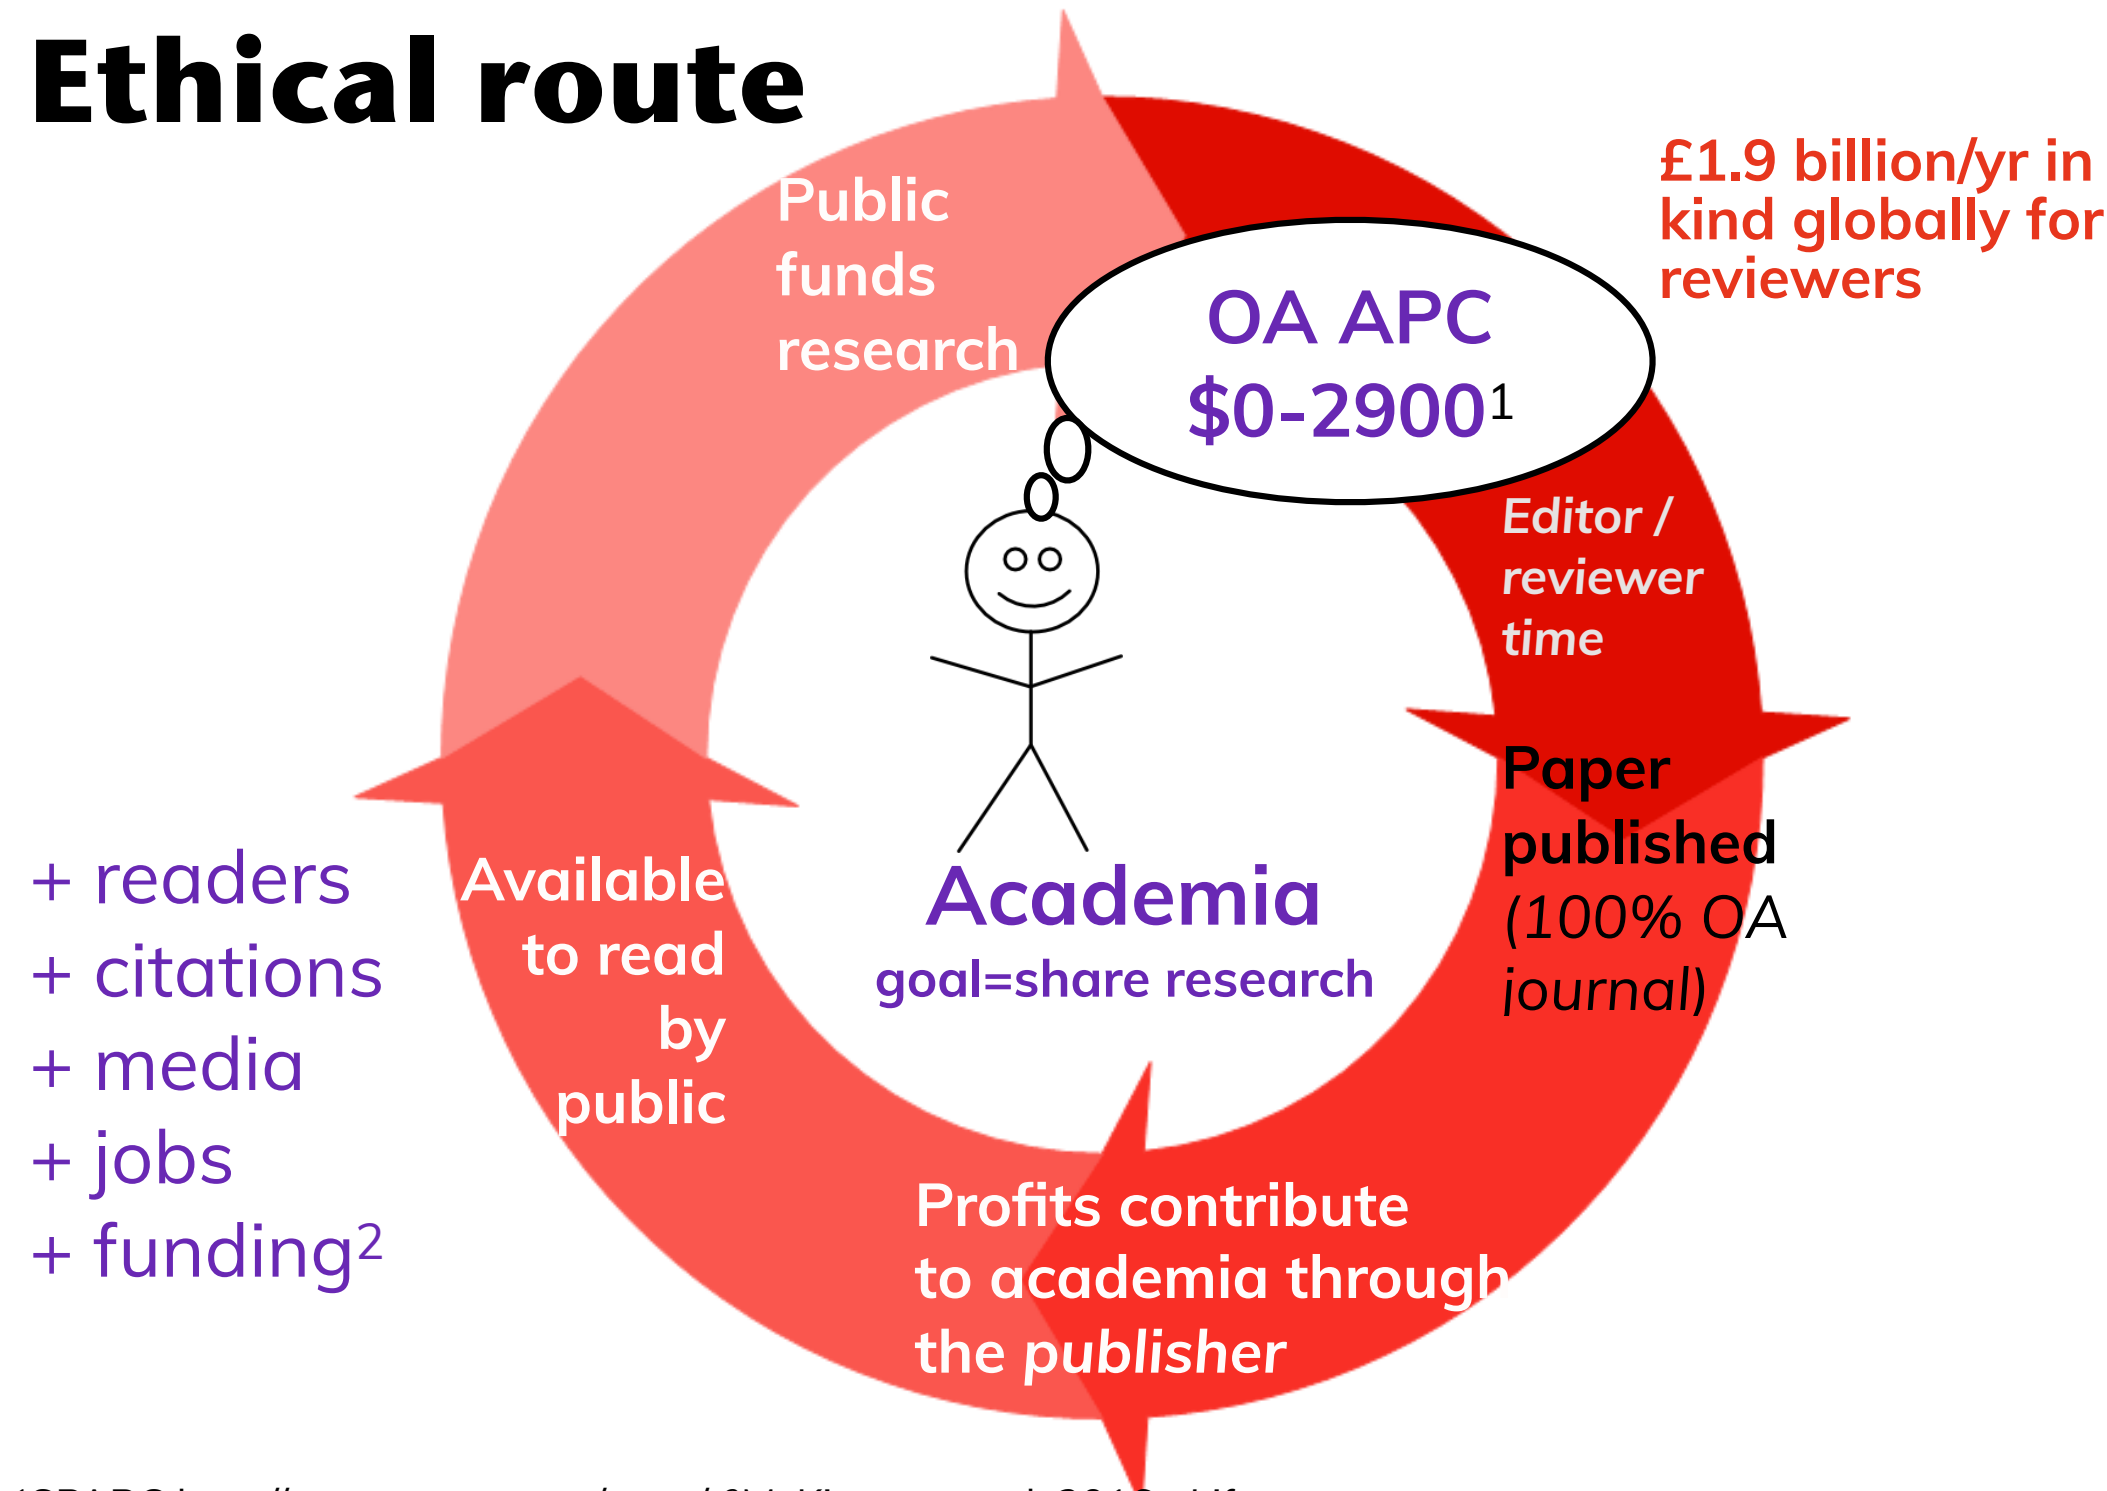 Ethical route
Public
funds
research
£1.9 billion/yr in
kind globally for
reviewers
OA APC
$0-2900¹
Editor /
reviewer
time
Paper
published
(100% OA
journal)
Academia
goal=share research
Available
to read
by
public
+ readers
+ citations
+ media
+ jobs
+ funding²
Profits contribute
to academia through
the publisher